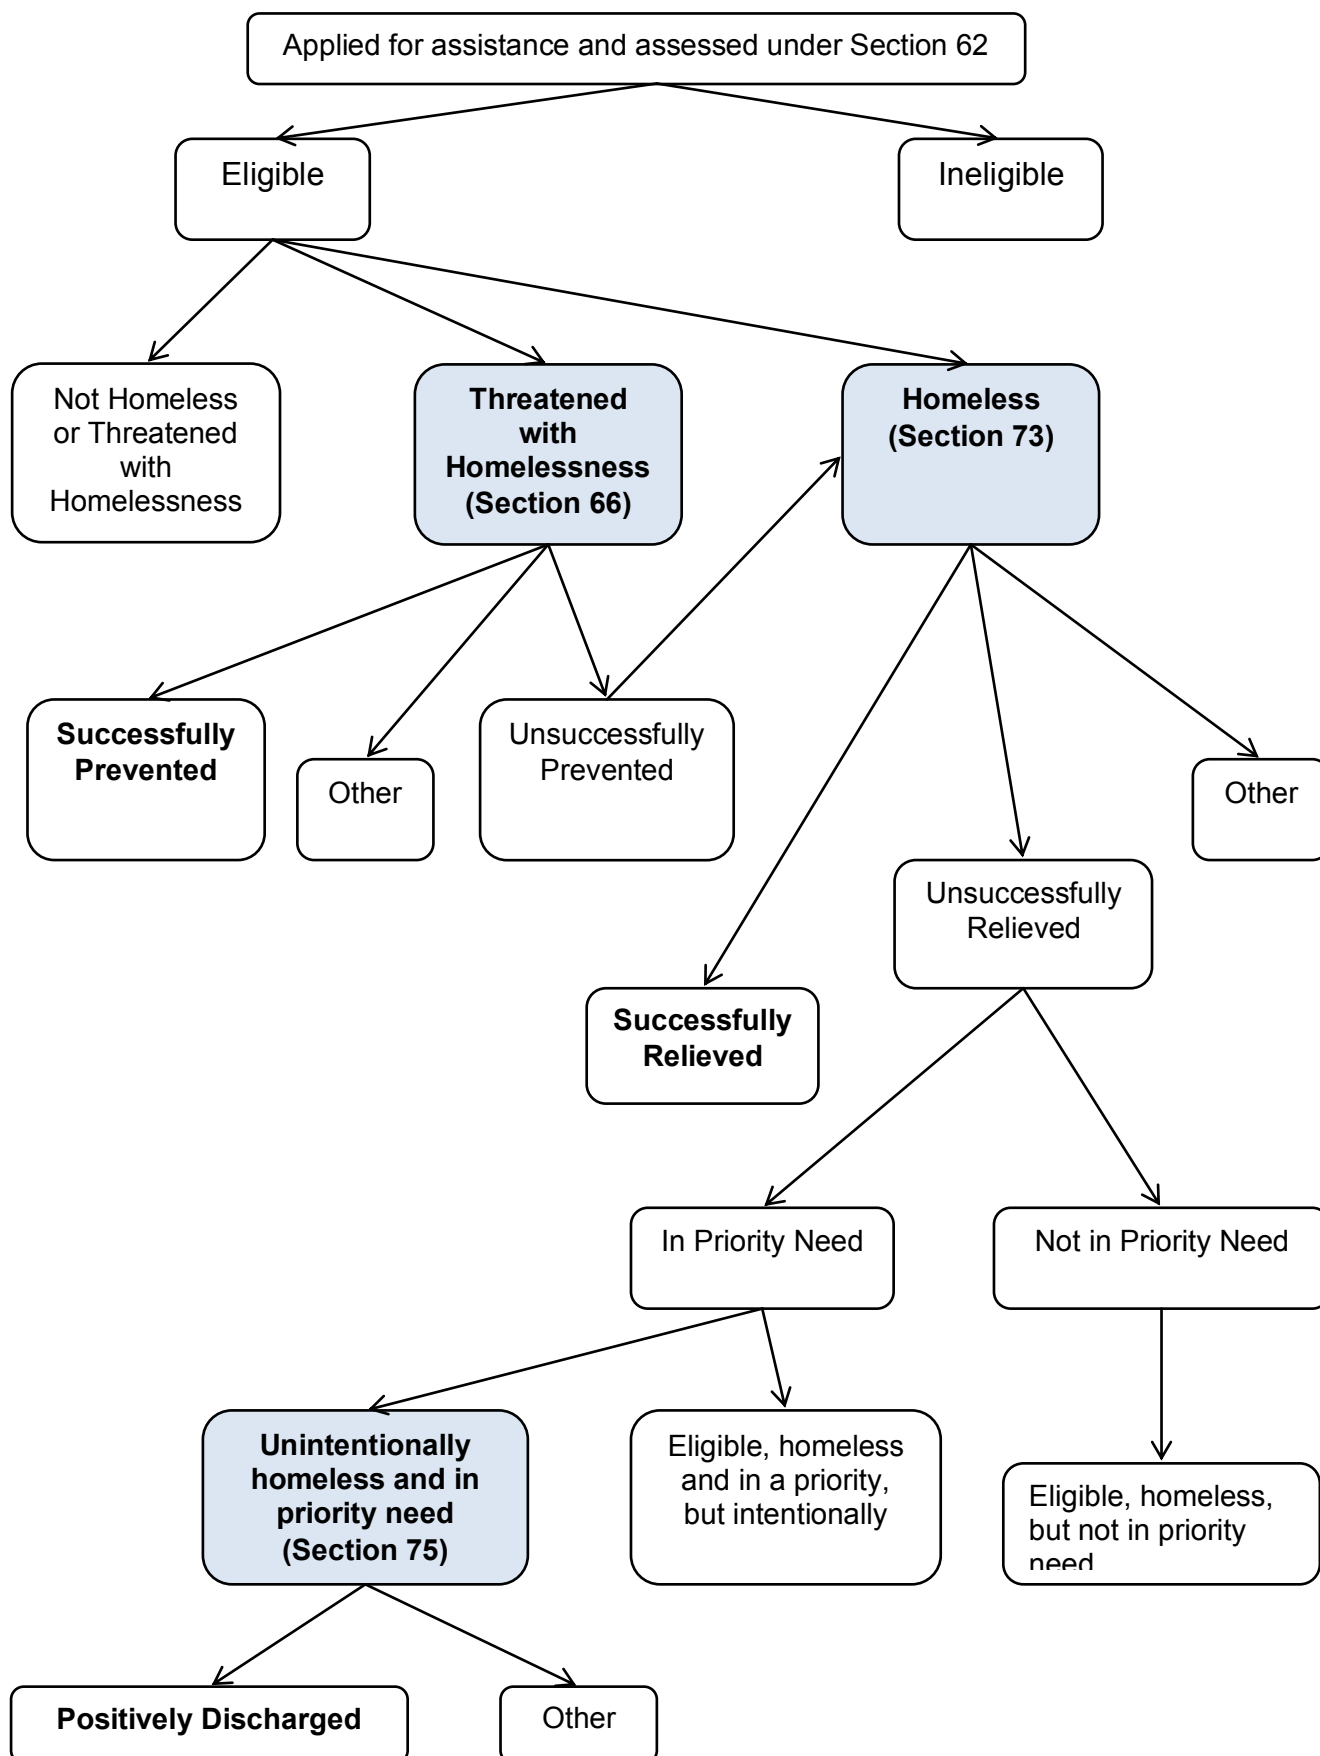 Applied for assistance and assessed under Section 62
Eligible
Ineligible
Not Homeless
or Threatened
with
Homelessness
Threatened
with
Homelessness
(Section 66)
Homeless
(Section 73)
Successfully
Prevented
Other
Unsuccessfully
Prevented
Other
Unsuccessfully
Relieved
Successfully
Relieved
In Priority Need
Not in Priority Need
Unintentionally
homeless and in
priority need
(Section 75)
Eligible, homeless
and in a priority,
but intentionally
Eligible, homeless,
but not in priority
need
Positively Discharged
Other